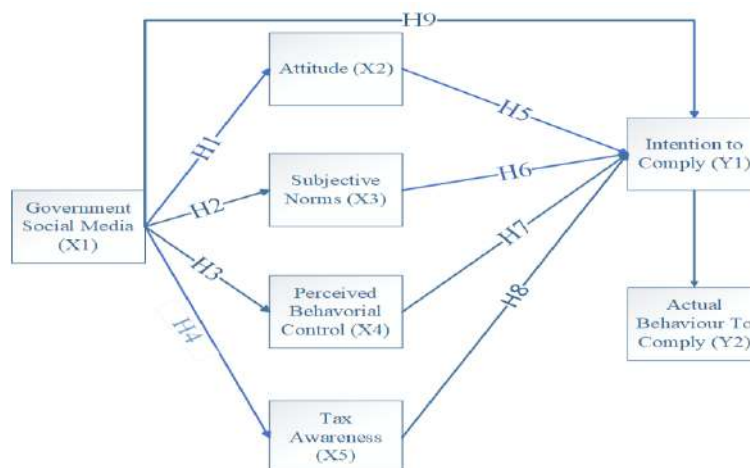 H9
Attitude (X2)
H1
H5
Intention to
Comply (Y1)
Subjective
Norms (X3)
H6
Government
Social Media
(X1)
H2
H3
H7
Perceived
Behavorial
Control (X4)
H8
Actual
Behaviour To
Comply (Y2)
H4
Tax
Awareness
(X5)